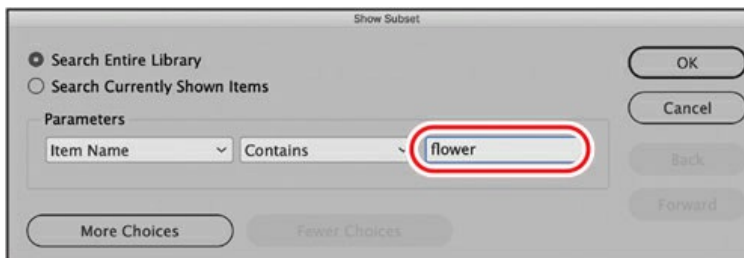 Show Subset
Search Entire Library
Search Currently Shown Items
Parameters
Item Name
Contains
flower
OK
Cancel
Back
Forward
More Choices
Fewer Choices